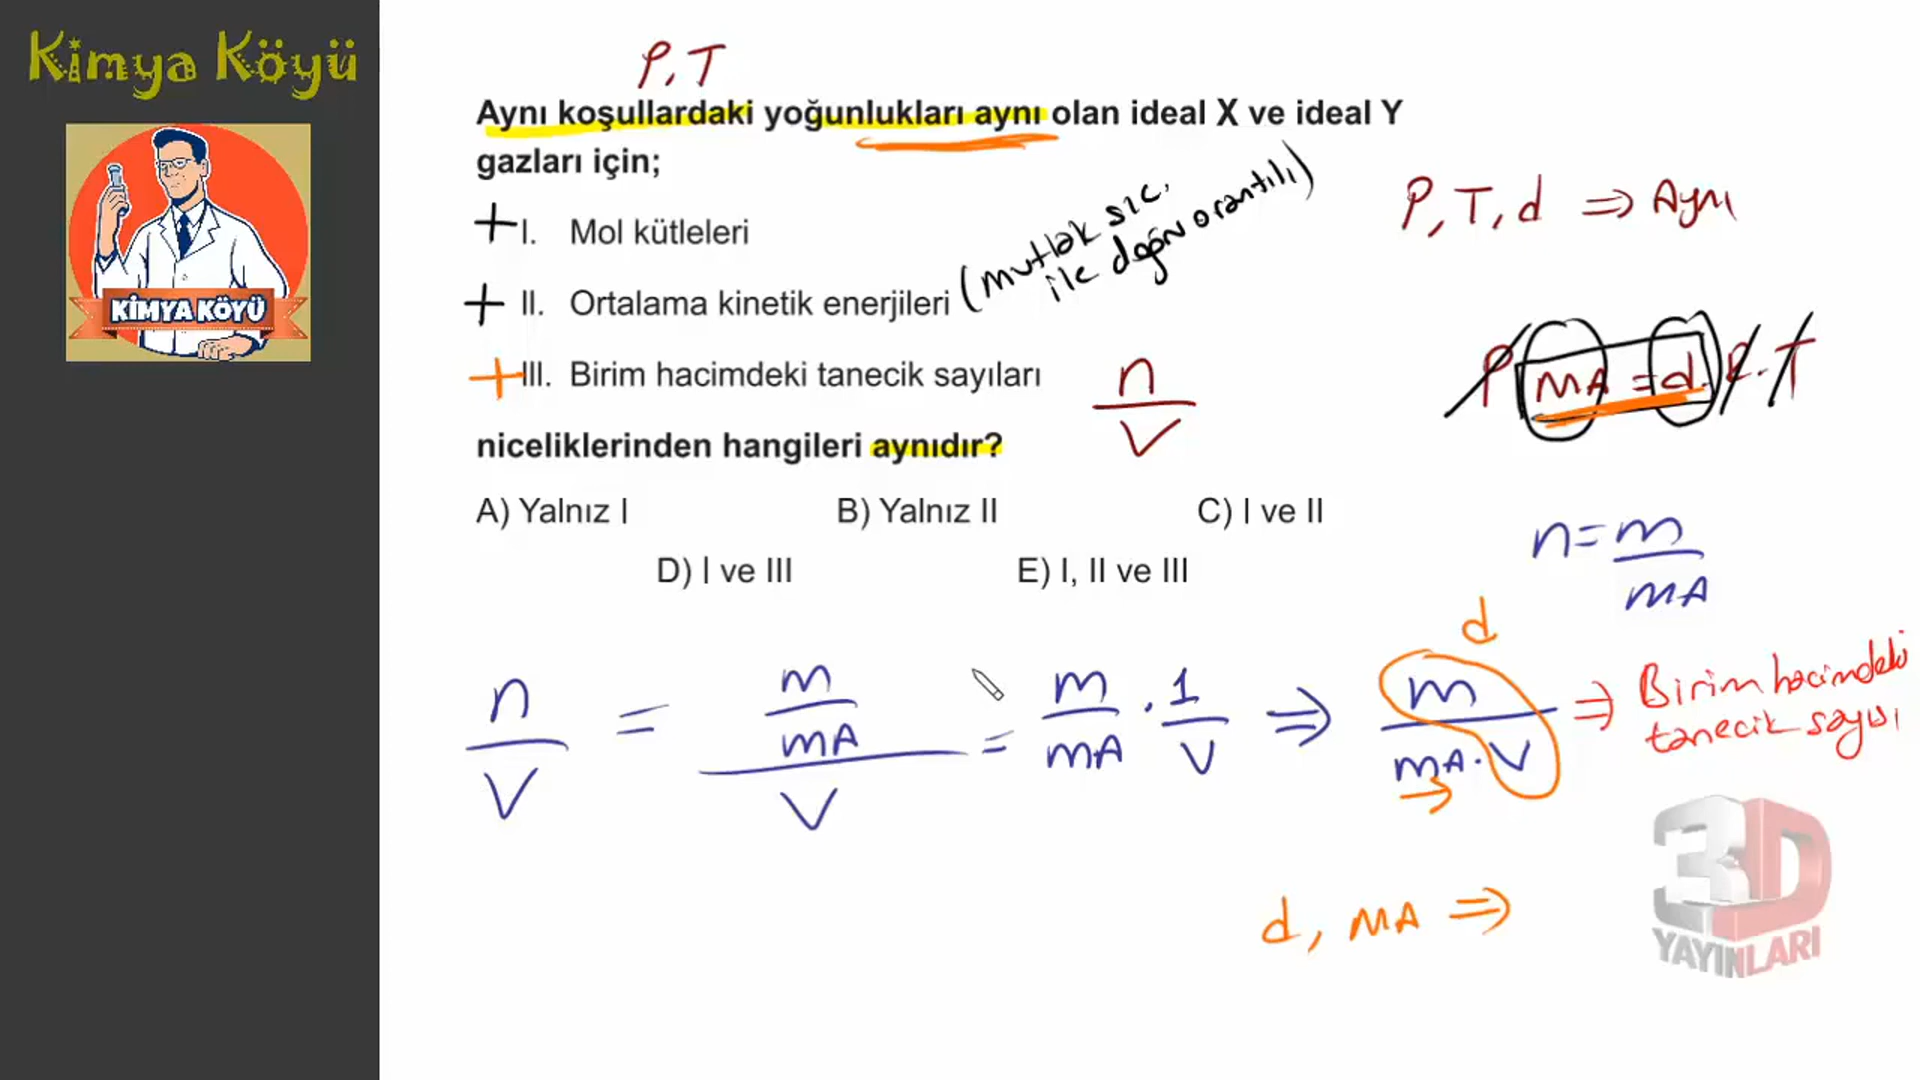 Kimya Köyü
KİMYA KÖYÜ
P, T
Aynı koşullardaki yoğunlukları aynı olan ideal X ve ideal Y
gazları için;
+ I. Mol kütleleri
+ II. Ortalama kinetik enerjileri (mutlak sıc.
ile doğru orantılı)
+ III. Birim hacimdeki tanecik sayıları
n/V
niceliklerinden hangileri aynıdır?
A) Yalnız I B) Yalnız II C) I ve II
D) I ve III E) I, II ve III
P, T, d ⇒ Aynı
P MA = d. R. T
n = m/MA
d
n/V = (m/MA)/V = m/MA · 1/V ⇒ m/(MA · V) ⇒ Birim hacimdeki
tanecik sayısı
d, MA ⇒
3D
YAYINLARI